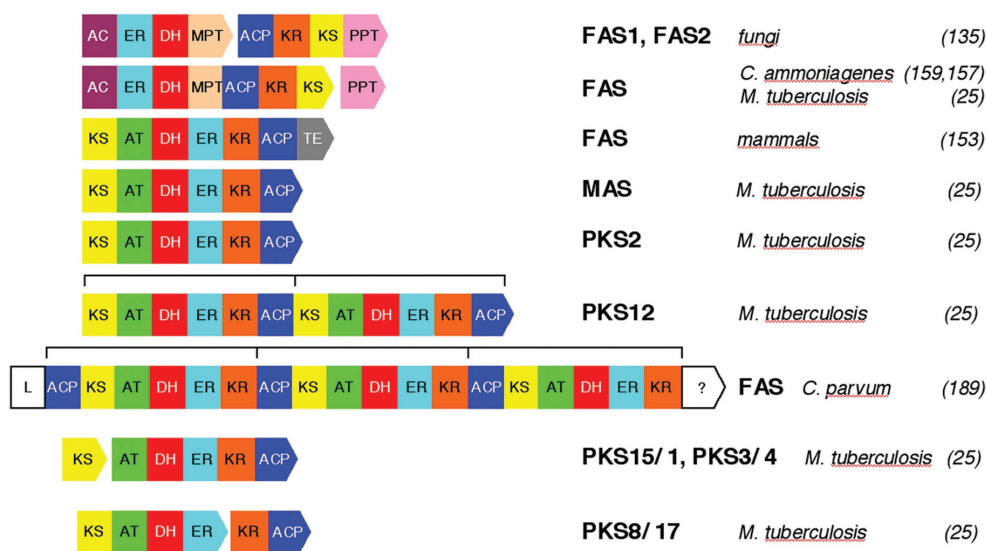 AC ER DH MPT ACP KR KS PPT FAS1, FAS2 fungi (135)
AC ER DH MPT ACP KR KS PPT FAS C. ammoniagenes (159,157)
M. tuberculosis (25)
KS AT DH ER KR ACP TE FAS mammals (153)
KS AT DH ER KR ACP MAS M. tuberculosis (25)
KS AT DH ER KR ACP PKS2 M. tuberculosis (25)
KS AT DH ER KR ACP KS AT DH ER KR ACP PKS12 M. tuberculosis (25)
L ACP KS AT DH ER KR ACP KS AT DH ER KR ACP KS AT DH ER KR ? FAS C. parvum (189)
KS AT DH ER KR ACP PKS15/1, PKS3/4 M. tuberculosis (25)
KS AT DH ER KR ACP PKS8/17 M. tuberculosis (25)